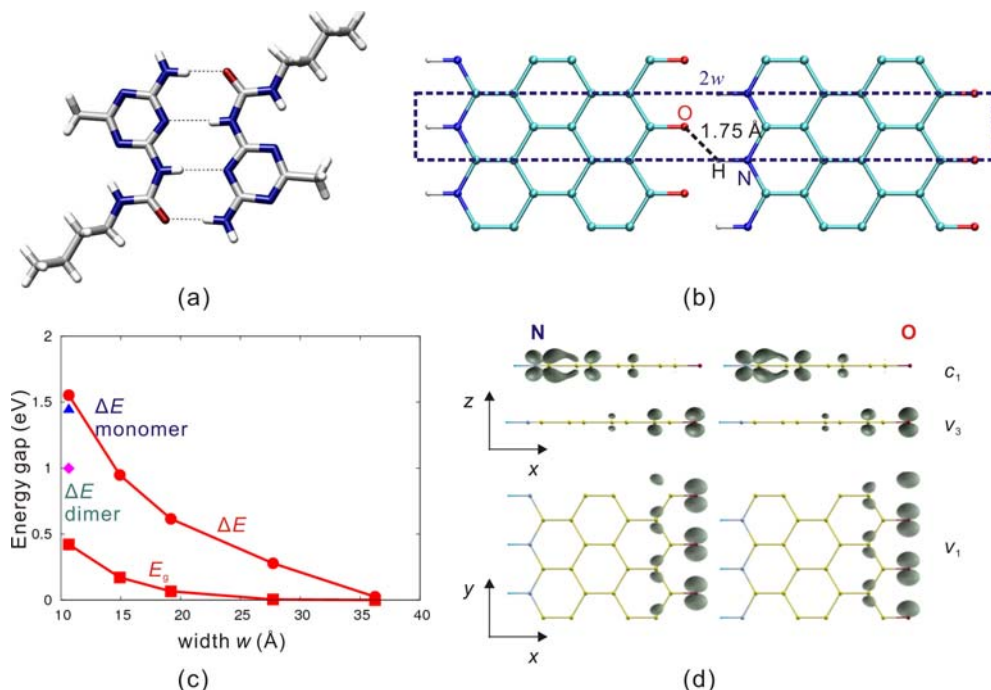 (a)
2w
O
1.75 Å
H
N
(b)
Energy gap (eV)
2
1.5
1
0.5
0
ΔE
monomer
ΔE
dimer
ΔE
E_g
10 15 20 25 30 35 40
width w (Å)
(c)
N O
c₁
z
v₃
x
v₁
y
x
(d)